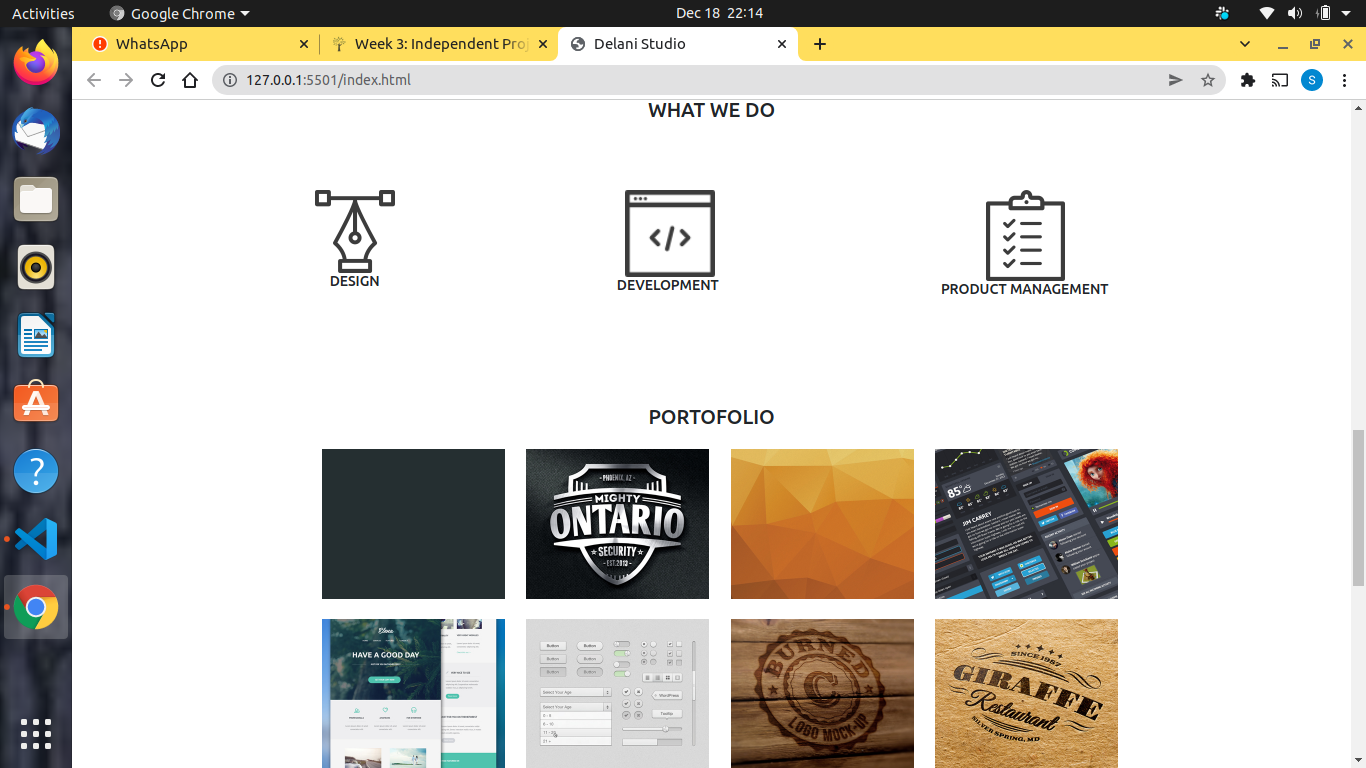 Activities Google Chrome Dec 18 22:14
WhatsApp Week 3: Independent Proj Delani Studio
127.0.0.1:5501/index.html S
WHAT WE DO
DESIGN
DEVELOPMENT
PRODUCT MANAGEMENT
PORTOFOLIO
- PHOENIX, AZ -
MIGHTY
ONTARIO
SECURITY
- EST.2013 -
85°
JIM CARREY
HAVE A GOOD DAY
Button Button
Button Button
Button Button
Select Your Age
Select Your Age
WordPress
Tooltip
BURNED
C
LOGO MOCK-UP
SINCE 1987
GIRAFFE
Restaurant
SILVER SPRING, MD